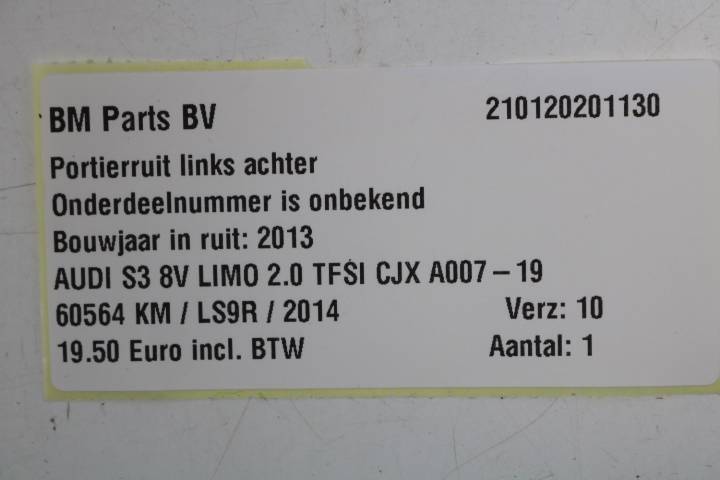 BM Parts BV 210120201130
Portierruit links achter
Onderdeelnummer is onbekend
Bouwjaar in ruit: 2013
AUDI S3 8V LIMO 2.0 TFSI CJX A007-19
60564 KM / LS9R / 2014 Verz: 10
19.50 Euro incl. BTW Aantal: 1